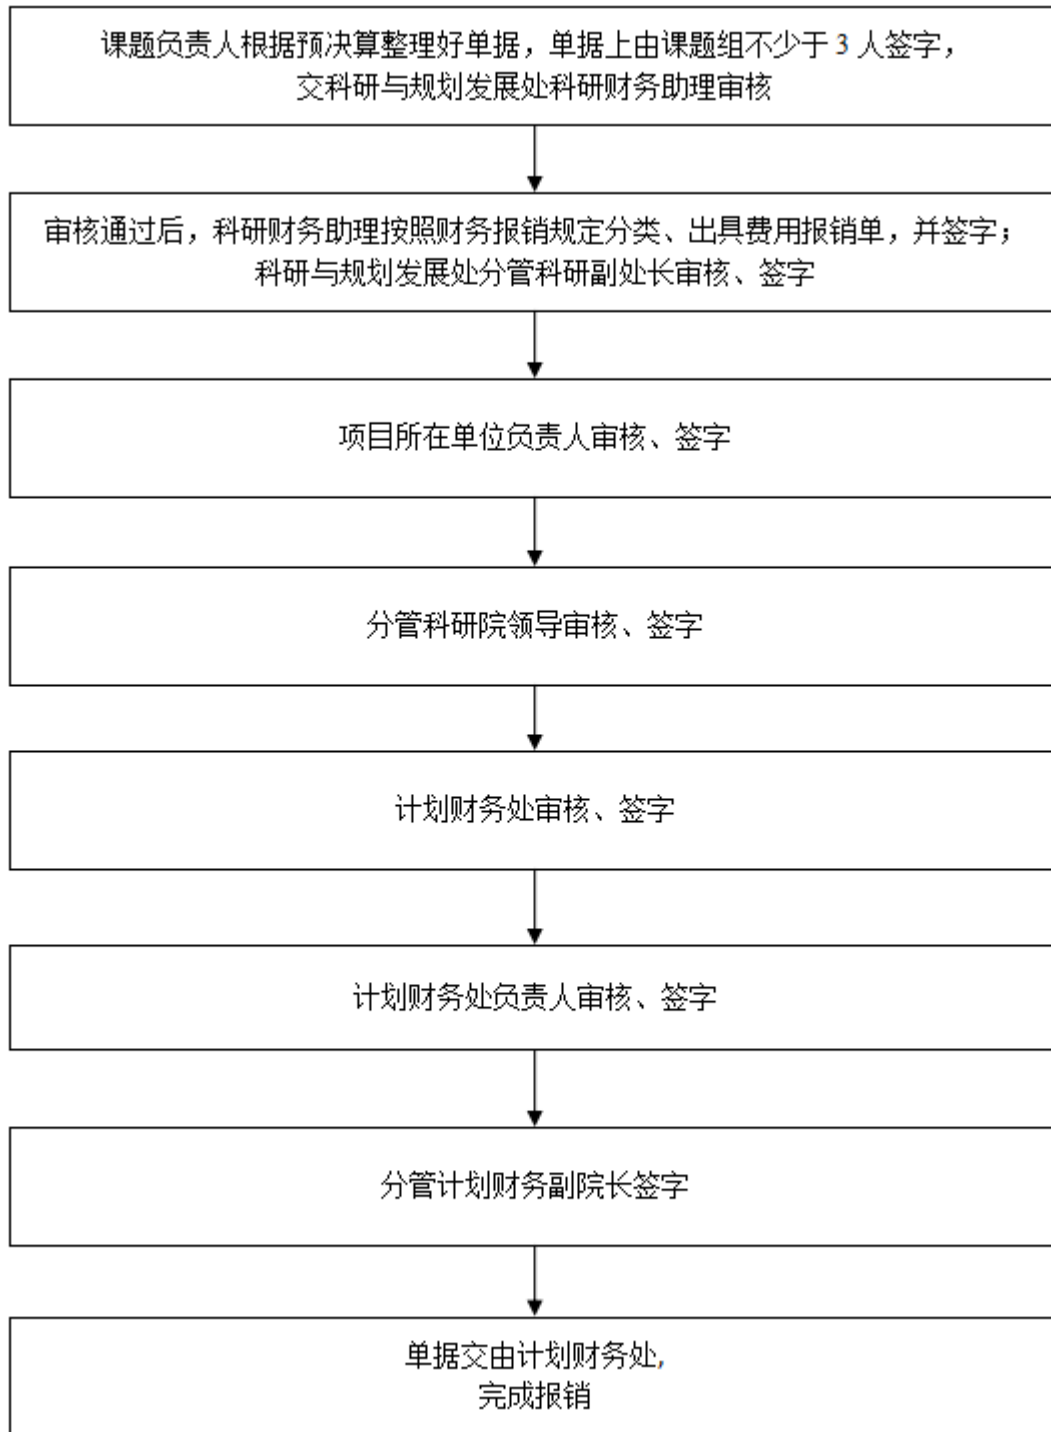 课题负责人根据预决算整理好单据，单据上由课题组不少于 3 人签字，
交科研与规划发展处科研财务助理审核
审核通过后，科研财务助理按照财务报销规定分类、出具费用报销单，并签字；
科研与规划发展处分管科研副处长审核、签字
项目所在单位负责人审核、签字
分管科研院领导审核、签字
计划财务处审核、签字
计划财务处负责人审核、签字
分管计划财务副院长签字
单据交由计划财务处,
完成报销